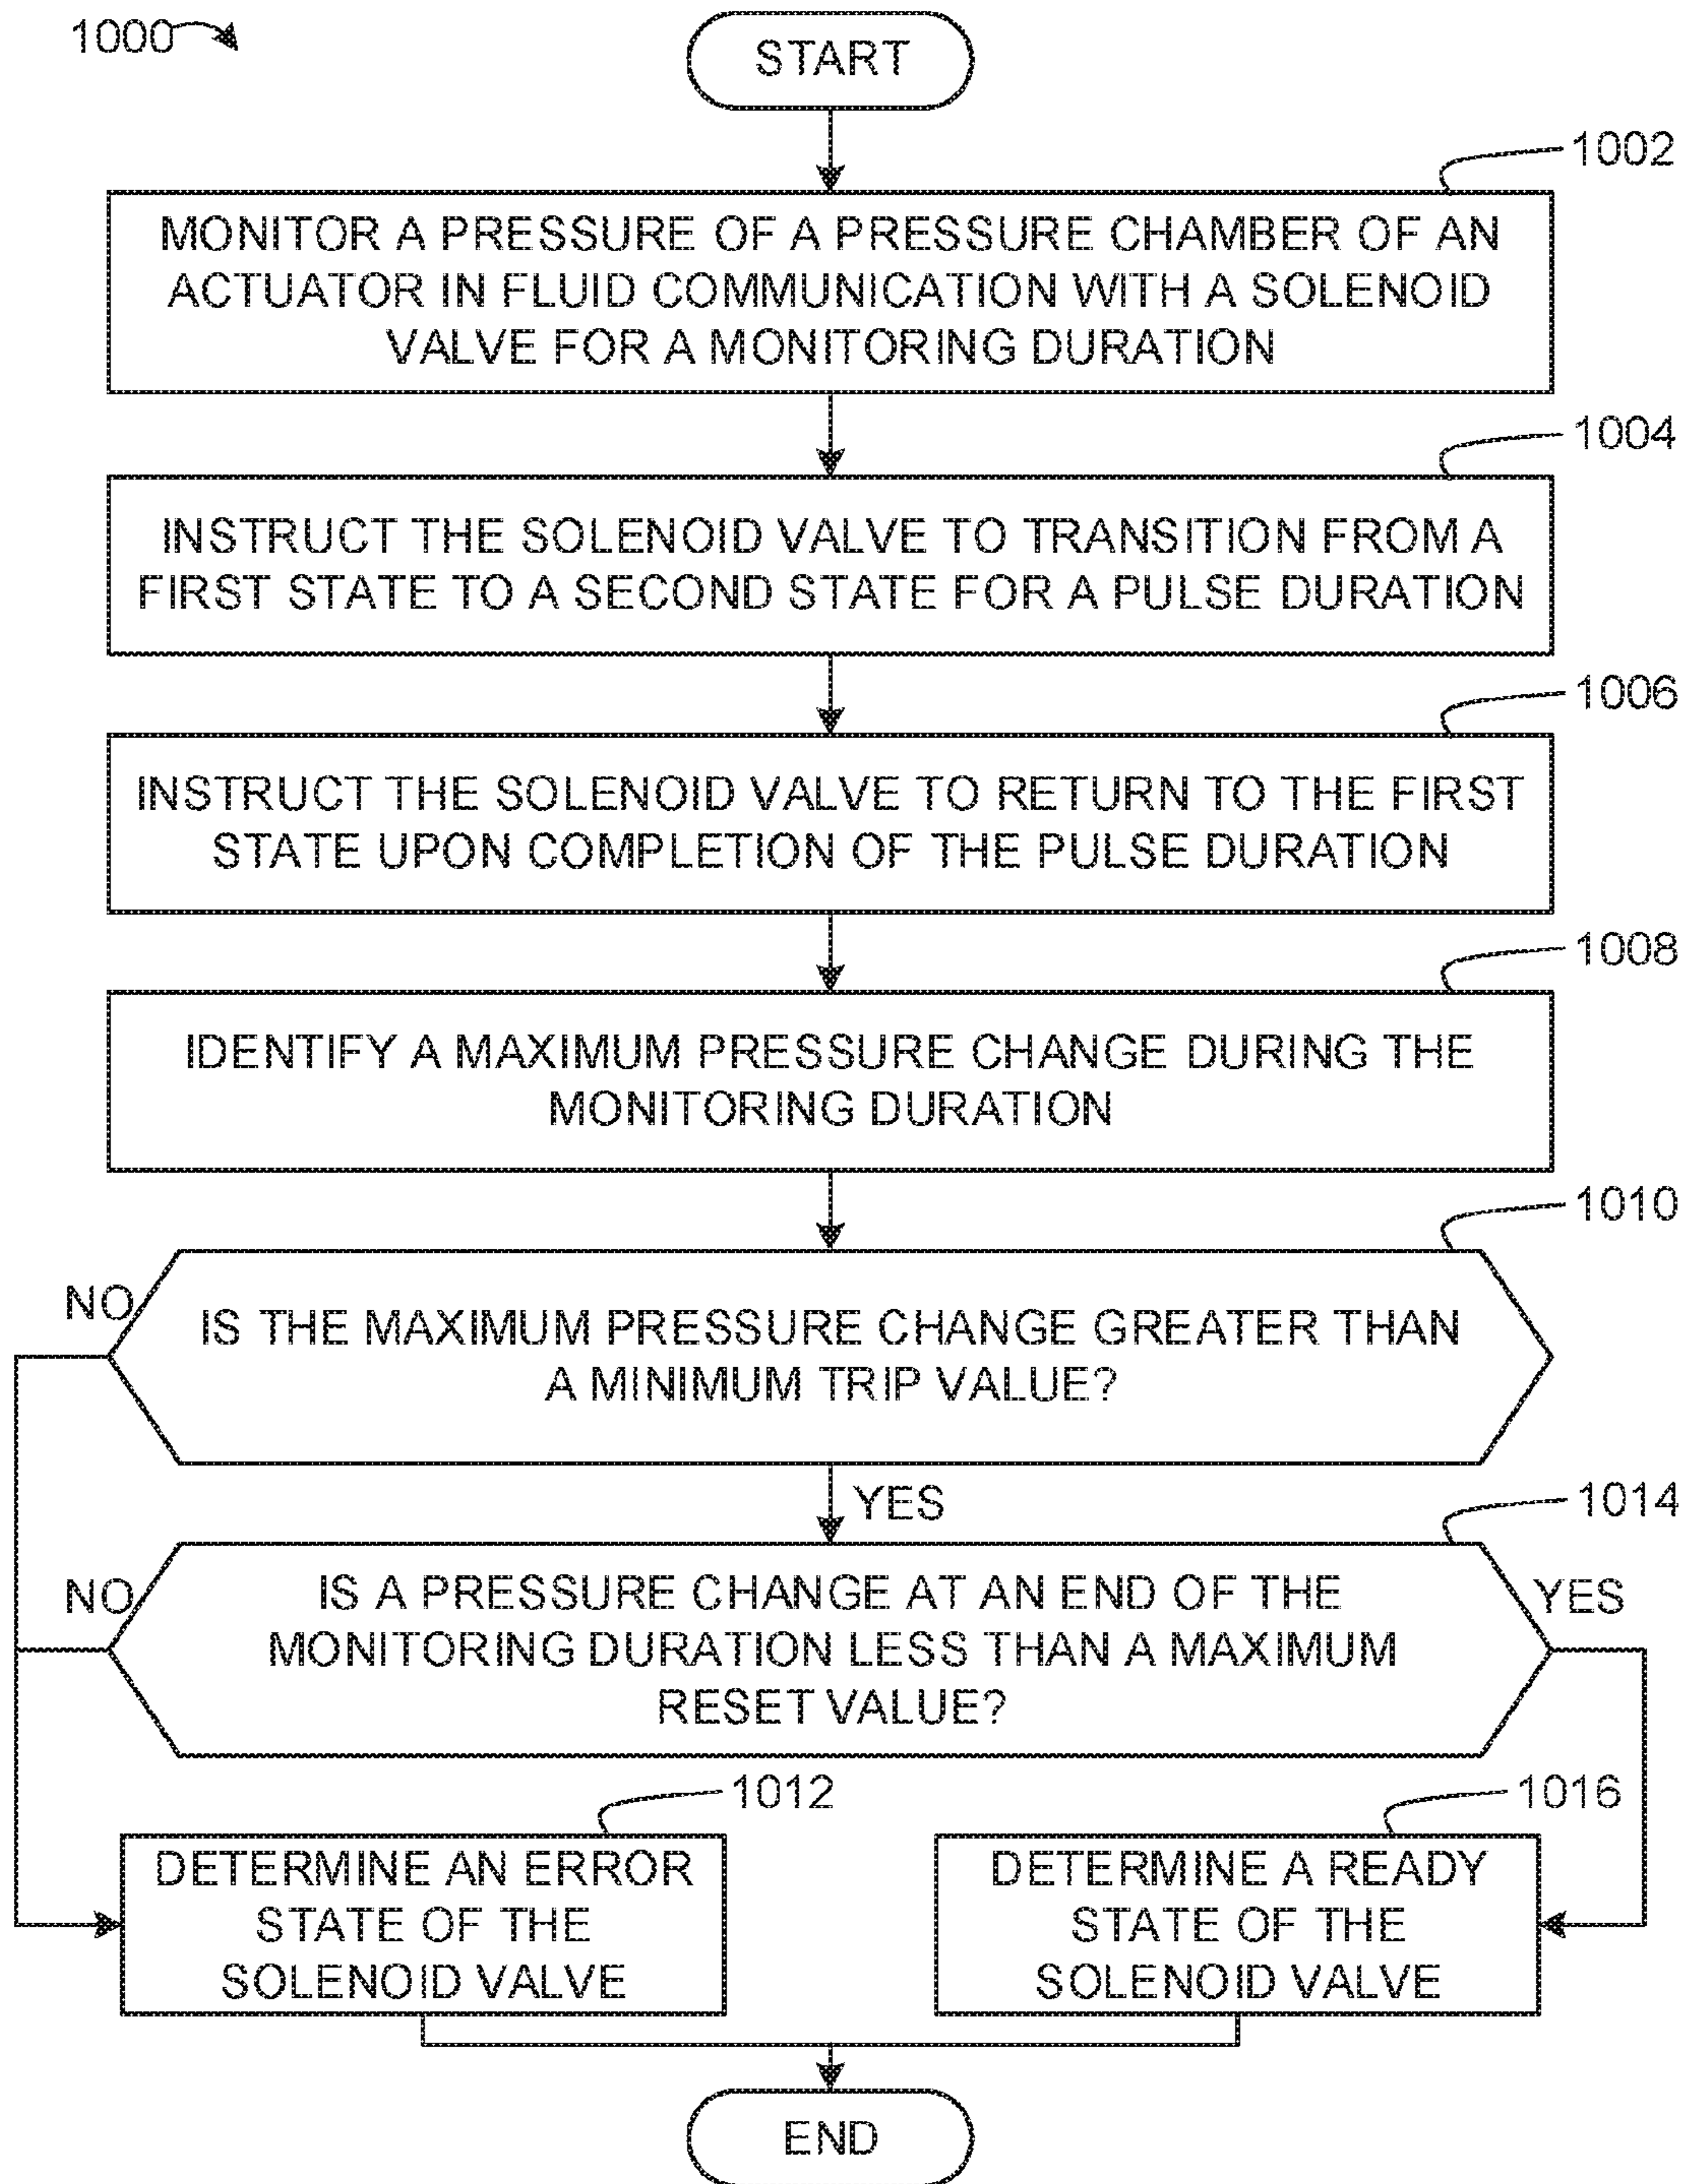 1000
START
1002
MONITOR A PRESSURE OF A PRESSURE CHAMBER OF AN
ACTUATOR IN FLUID COMMUNICATION WITH A SOLENOID
VALVE FOR A MONITORING DURATION
1004
INSTRUCT THE SOLENOID VALVE TO TRANSITION FROM A
FIRST STATE TO A SECOND STATE FOR A PULSE DURATION
1006
INSTRUCT THE SOLENOID VALVE TO RETURN TO THE FIRST
STATE UPON COMPLETION OF THE PULSE DURATION
1008
IDENTIFY A MAXIMUM PRESSURE CHANGE DURING THE
MONITORING DURATION
1010
NO
IS THE MAXIMUM PRESSURE CHANGE GREATER THAN
A MINIMUM TRIP VALUE?
YES
1014
NO
IS A PRESSURE CHANGE AT AN END OF THE
MONITORING DURATION LESS THAN A MAXIMUM
RESET VALUE?
YES
1012
DETERMINE AN ERROR
STATE OF THE
SOLENOID VALVE
1016
DETERMINE A READY
STATE OF THE
SOLENOID VALVE
END